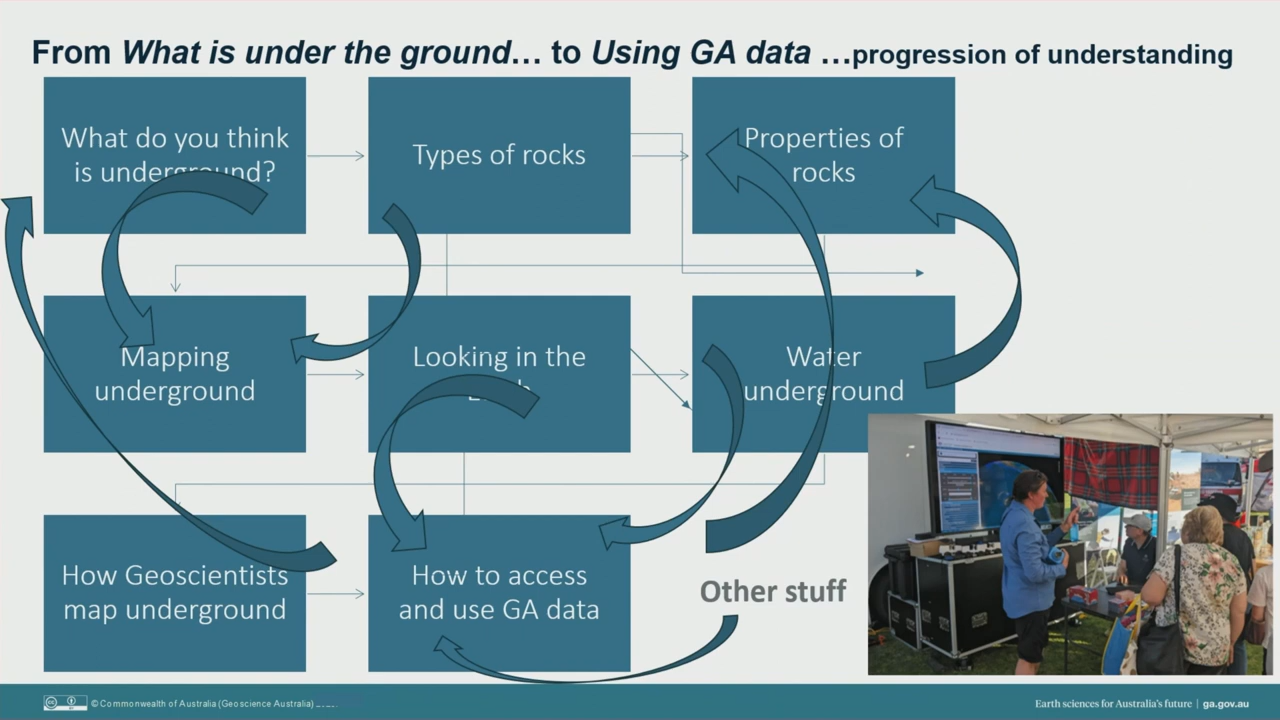 From What is under the ground… to Using GA data …progression of understanding
What do you think
is underground?
Types of rocks
Properties of
rocks
Mapping
underground
Looking in the
Water
underground
How Geoscientists
map underground
How to access
and use GA data
Other stuff
© Commonwealth of Australia (Geoscience Australia)
Earth sciences for Australia's future | ga.gov.au